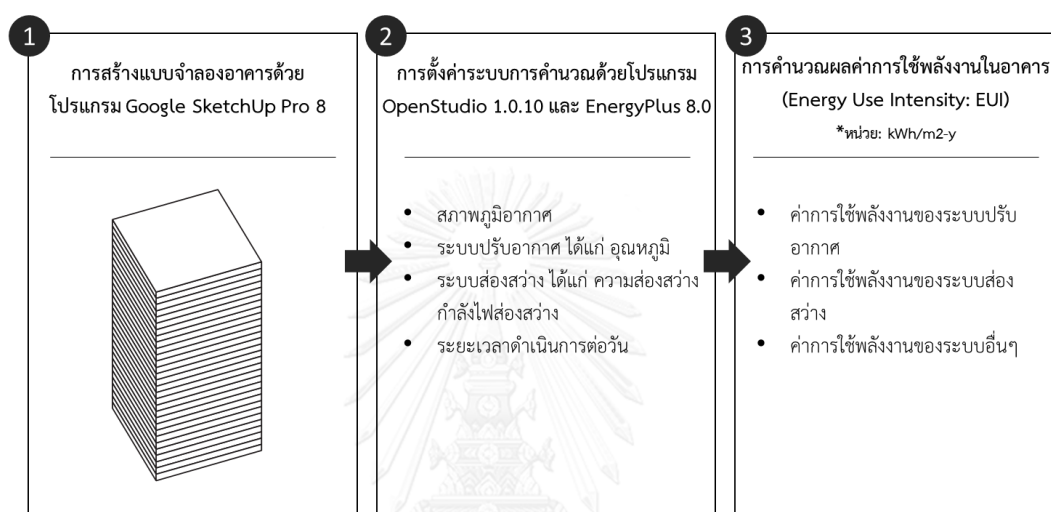 1
การสร้างแบบจำลองอาคารด้วย
โปรแกรม Google SketchUp Pro 8
2
การตั้งค่าระบบการคำนวณด้วยโปรแกรม
OpenStudio 1.0.10 และ EnergyPlus 8.0
• สภาพภูมิอากาศ
• ระบบปรับอากาศ ได้แก่ อุณหภูมิ
• ระบบส่องสว่าง ได้แก่ ความส่องสว่าง
กำลังไฟส่องสว่าง
• ระยะเวลาดำเนินการต่อวัน
3
การคำนวณผลค่าการใช้พลังงานในอาคาร
(Energy Use Intensity: EUI)
*หน่วย: kWh/m2-y
• ค่าการใช้พลังงานของระบบปรับ
อากาศ
• ค่าการใช้พลังงานของระบบส่อง
สว่าง
• ค่าการใช้พลังงานของระบบอื่นๆ